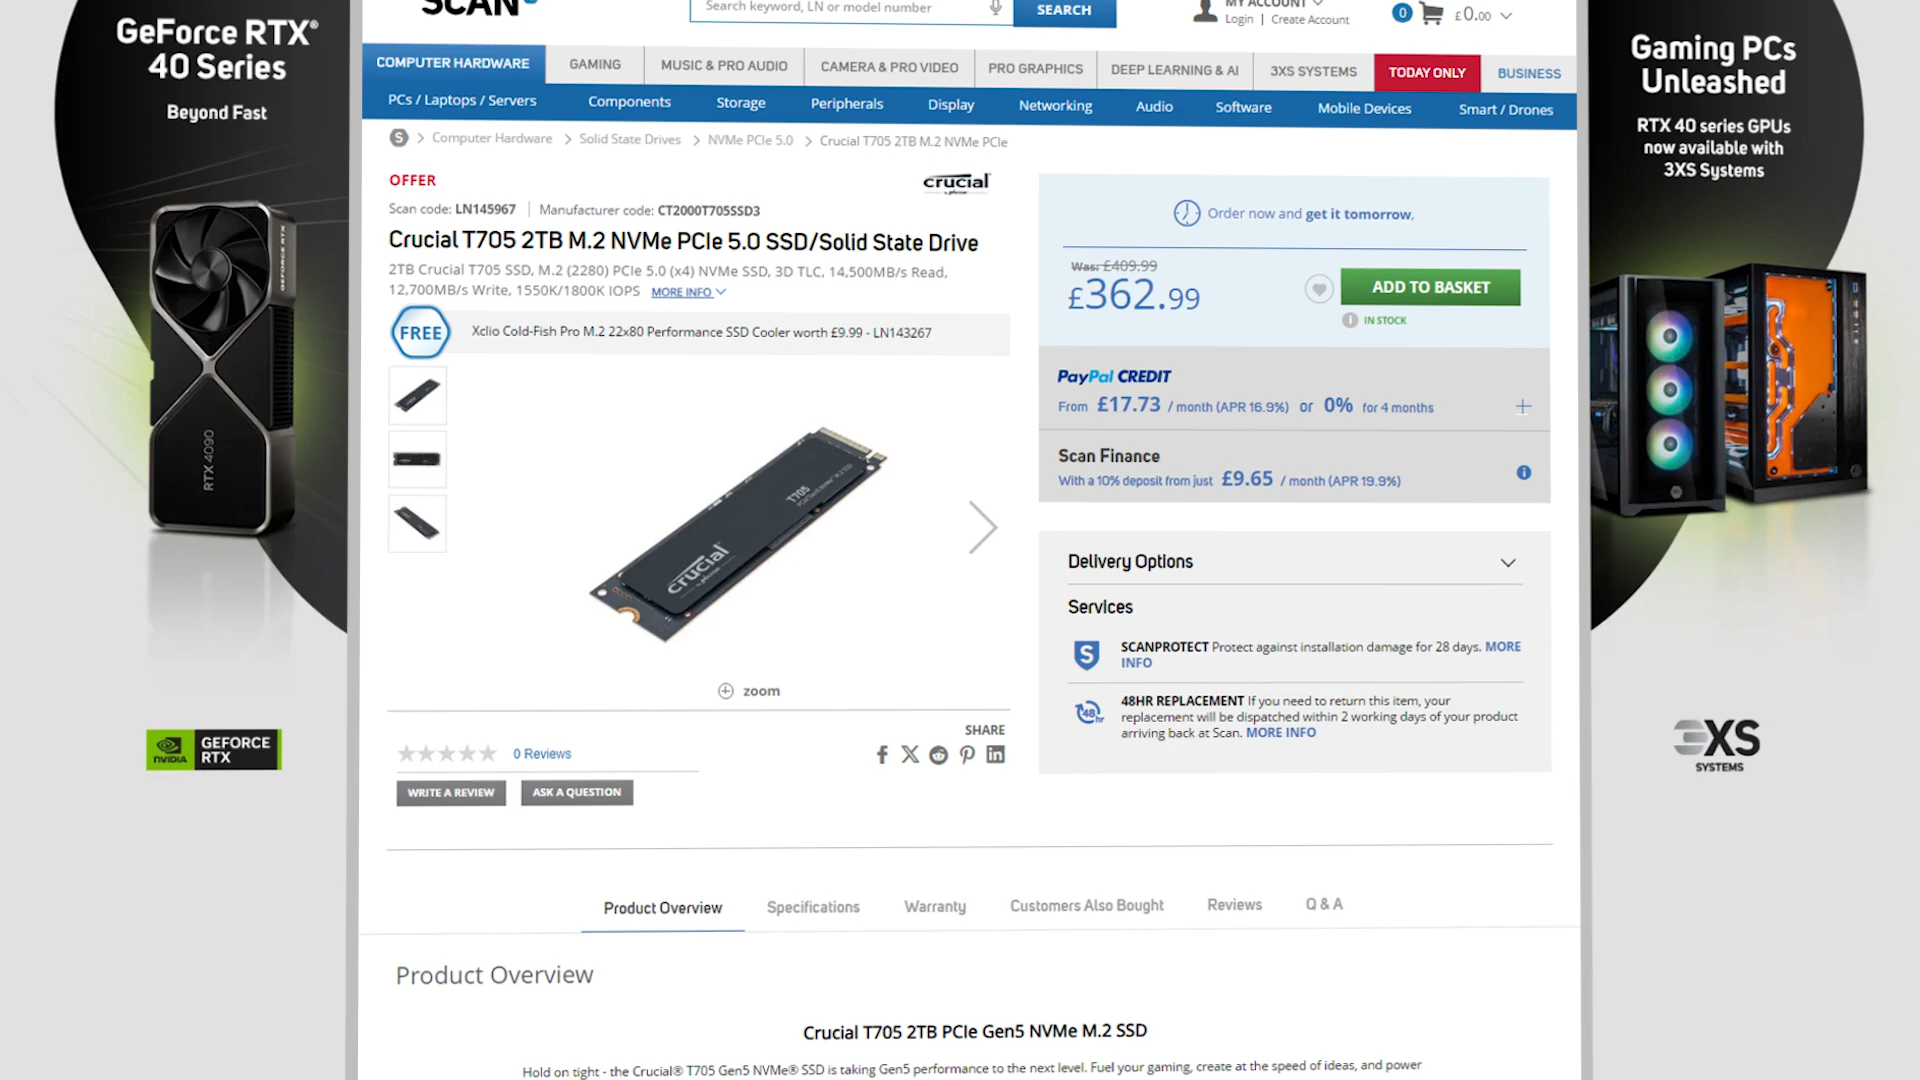 GeForce RTX®
40 Series
Beyond Fast
RTX 4090
GEFORCE RTX
NVIDIA
GEFORCE
RTX
SCAN
Search keyword, LN or model number
SEARCH
MY ACCOUNT
Login | Create Account
0
£0.00
COMPUTER HARDWARE
GAMING
MUSIC & PRO AUDIO
CAMERA & PRO VIDEO
PRO GRAPHICS
DEEP LEARNING & AI
3XS SYSTEMS
TODAY ONLY
BUSINESS
PCs / Laptops / Servers
Components
Storage
Peripherals
Display
Networking
Audio
Software
Mobile Devices
Smart / Drones
S > Computer Hardware > Solid State Drives > NVMe PCIe 5.0 > Crucial T705 2TB M.2 NVMe PCIe
OFFER
crucial
Scan code: LN145967 | Manufacturer code: CT2000T705SSD3
Crucial T705 2TB M.2 NVMe PCIe 5.0 SSD/Solid State Drive
2TB Crucial T705 SSD, M.2 (2280) PCIe 5.0 (x4) NVMe SSD, 3D TLC, 14,500MB/s Read,
12,700MB/s Write, 1550K/1800K IOPS MORE INFO
FREE
Xclio Cold-Fish Pro M.2 22x80 Performance SSD Cooler worth £9.99 - LN143267
T705
crucial
zoom
0 Reviews
SHARE
WRITE A REVIEW
ASK A QUESTION
Order now and get it tomorrow.
Was: £409.99
£362.99
ADD TO BASKET
IN STOCK
PayPal CREDIT
From £17.73 / month (APR 16.9%) or 0% for 4 months
Scan Finance
With a 10% deposit from just £9.65 / month (APR 19.9%)
Delivery Options
Services
S
SCANPROTECT Protect against installation damage for 28 days. MORE
INFO
48hr
48HR REPLACEMENT If you need to return this item, your
replacement will be dispatched within 2 working days of your product
arriving back at Scan. MORE INFO
Product Overview
Specifications
Warranty
Customers Also Bought
Reviews
Q & A
Product Overview
Crucial T705 2TB PCIe Gen5 NVMe M.2 SSD
Hold on tight - the Crucial® T705 Gen5 NVMe® SSD is taking Gen5 performance to the next level. Fuel your gaming, create at the speed of ideas, and power
Gaming PCs
Unleashed
RTX 40 series GPUs
now available with
3XS Systems
3XS
SYSTEMS